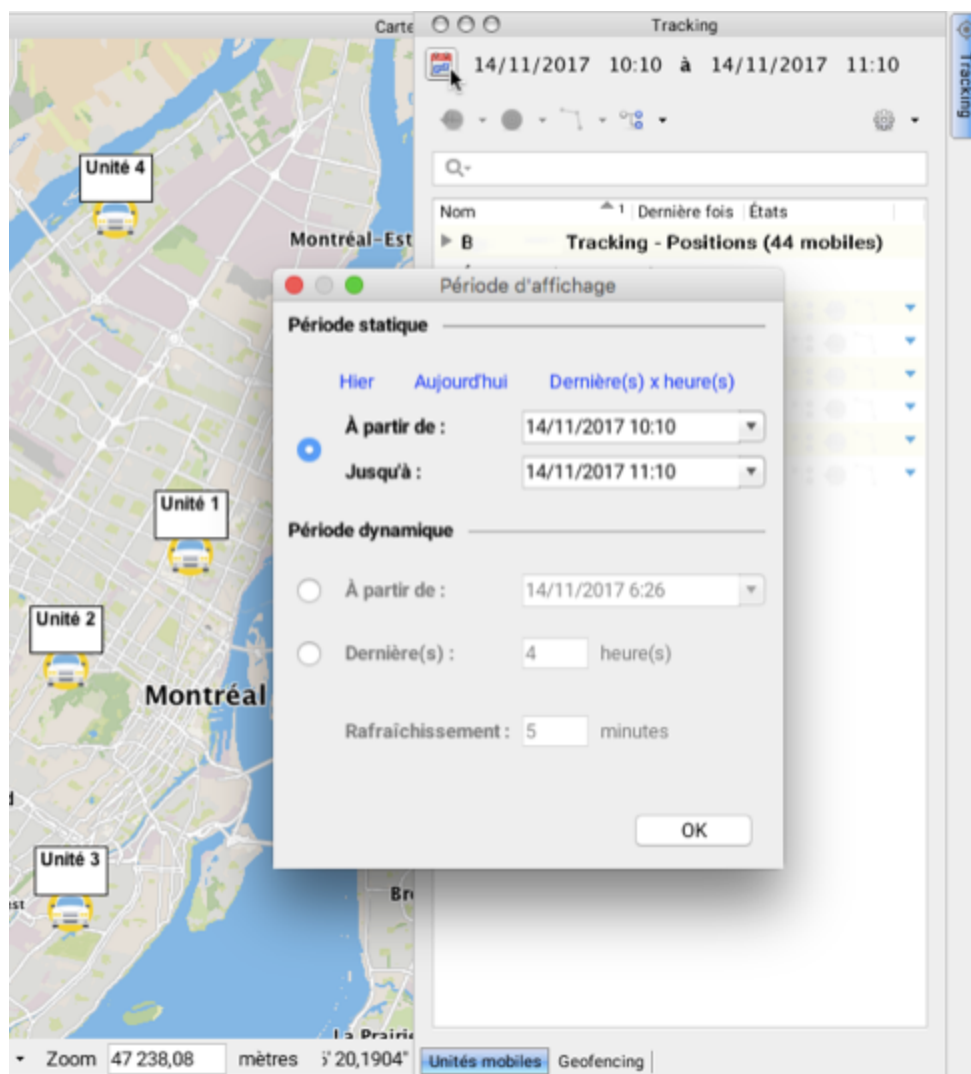 Carte
Tracking
14/11/2017 10:10 à 14/11/2017 11:10
Tracking
Nom 1 Dernière fois États
B Tracking - Positions (44 mobiles)
Unité 4
Montréal-Est
Période d'affichage
Période statique
Hier Aujourd'hui Dernière(s) x heure(s)
À partir de : 14/11/2017 10:10
Jusqu'à : 14/11/2017 11:10
Période dynamique
À partir de : 14/11/2017 6:26
Dernière(s) : 4 heure(s)
Rafraîchissement : 5 minutes
OK
Unité 1
Unité 2
Montréal
Unité 3
Bro
La Prairie
Zoom 47 238,08 mètres 5' 20,1904"
Unités mobiles Geofencing